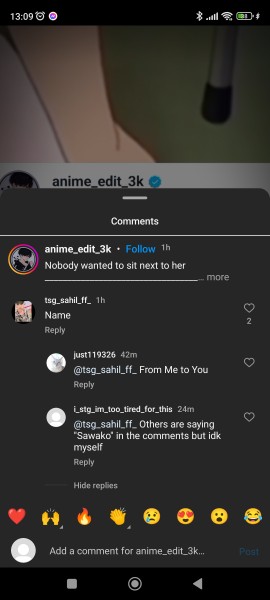 13:09
anime_edit_3k
Comments
anime_edit_3k • Follow 1h
Nobody wanted to sit next to her
_______________________________... more
tsg_sahil_ff_ 1h
Name
2
Reply
just119326 42m
@tsg_sahil_ff_ From Me to You
Reply
i_stg_im_too_tired_for_this 24m
@tsg_sahil_ff_ Others are saying
"Sawako" in the comments but idk
myself
Reply
Hide replies
Add a comment for anime_edit_3k...
Post